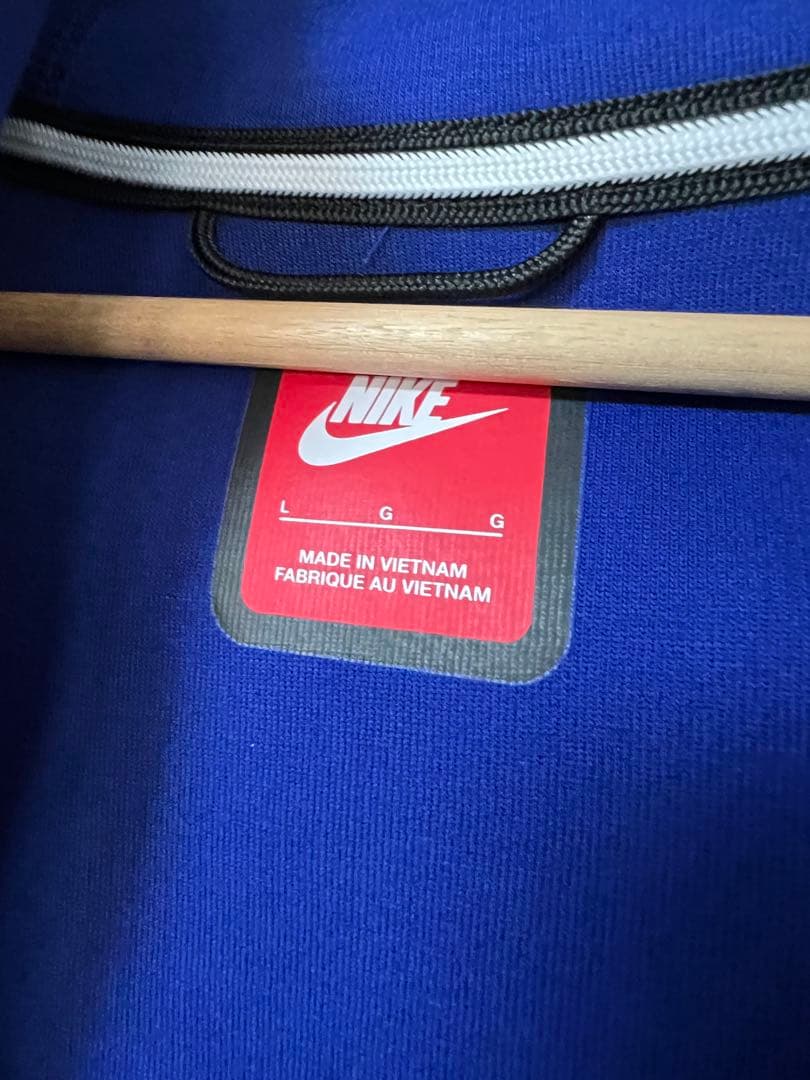 NIKE
L G G
MADE IN VIETNAM
FABRIQUE AU VIETNAM